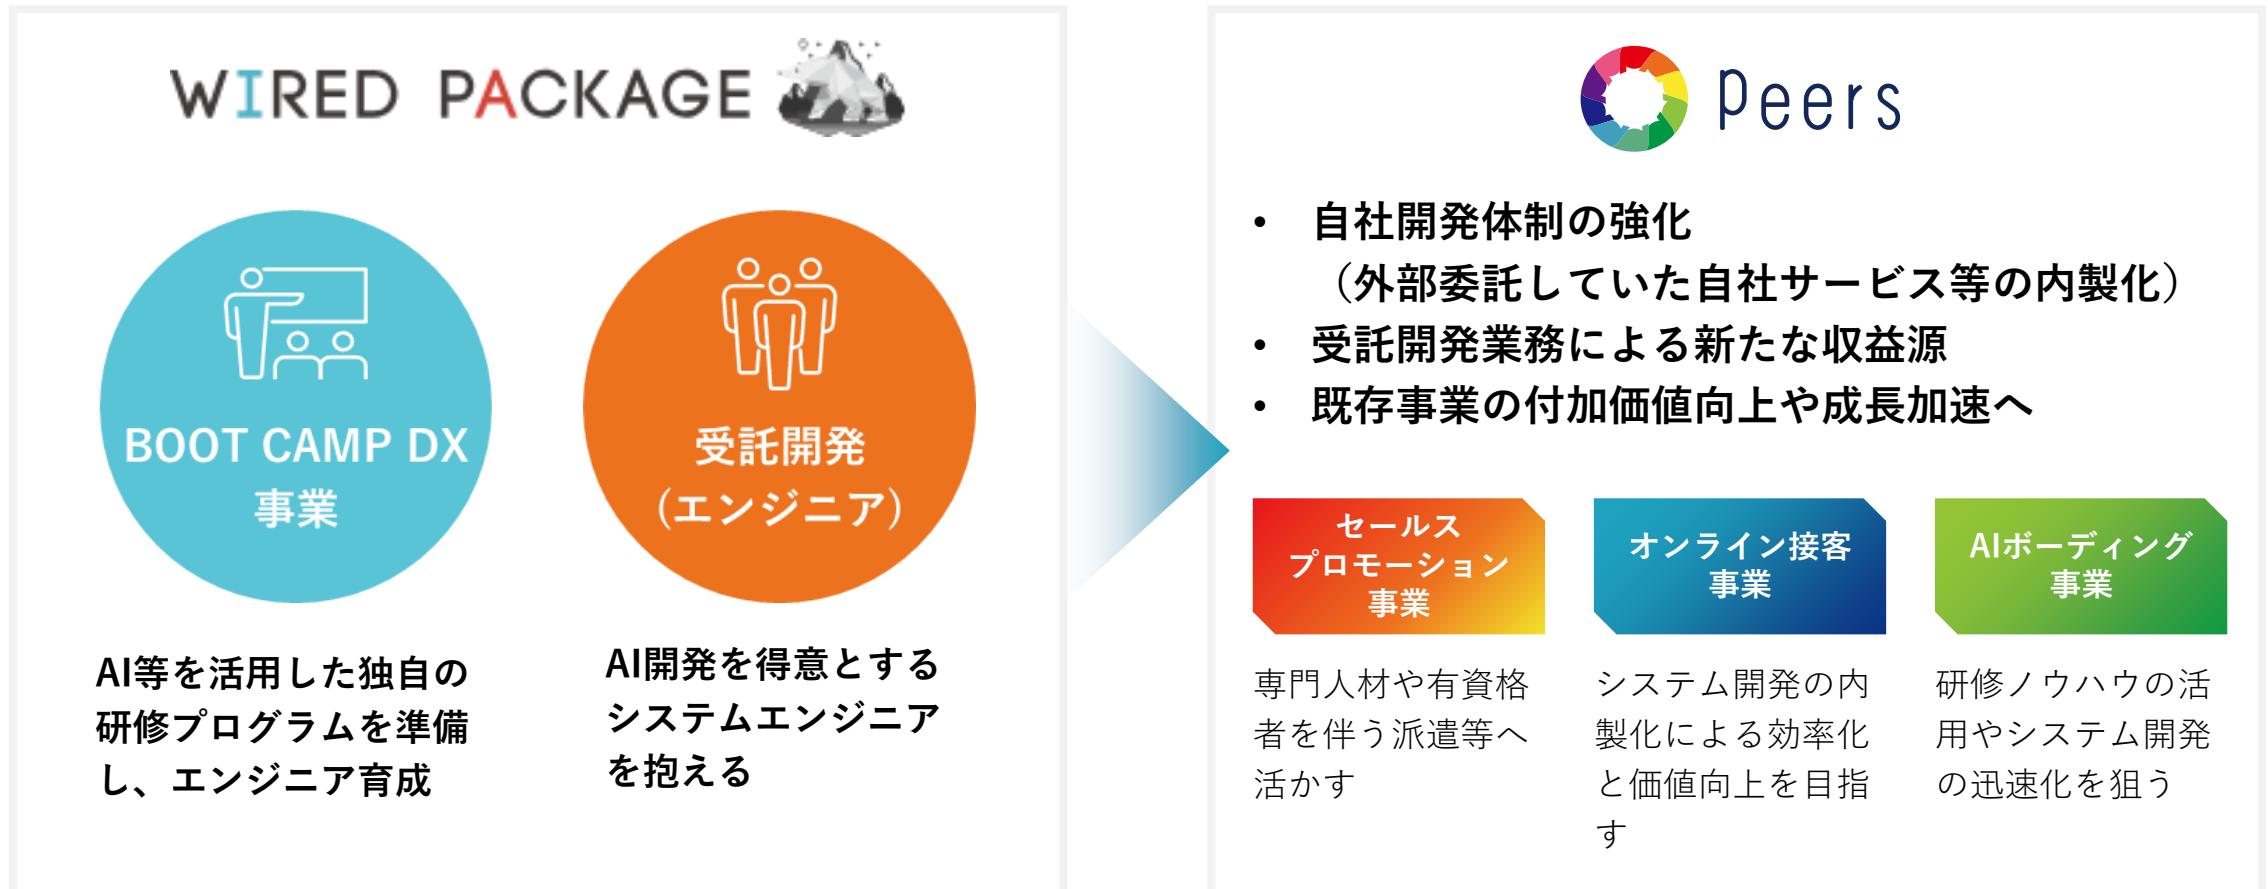 WIRED PACKAGE
BOOT CAMP DX
事業
受託開発
(エンジニア)
AI等を活用した独自の
研修プログラムを準備
し、エンジニア育成
AI開発を得意とする
システムエンジニア
を抱える
Peers
• 自社開発体制の強化
（外部委託していた自社サービス等の内製化）
• 受託開発業務による新たな収益源
• 既存事業の付加価値向上や成長加速へ
セールス
プロモーション
事業
専門人材や有資格
者を伴う派遣等へ
活かす
オンライン接客
事業
システム開発の内
製化による効率化
と価値向上を目指
す
AIボーディング
事業
研修ノウハウの活
用やシステム開発
の迅速化を狙う